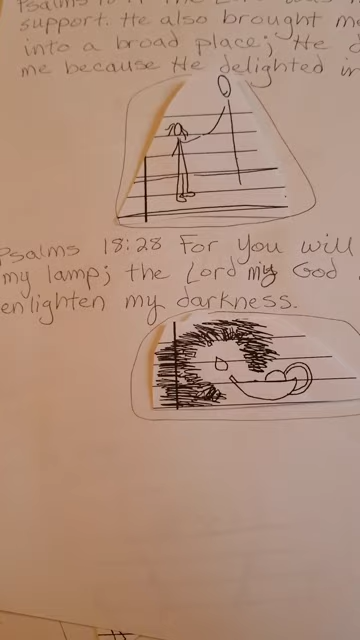 Psalms
support. He also brought me
into a broad place; He
me because He delighted in
Psalms 18:28 For you will
my lamp; the Lord my God
enlighten my darkness.